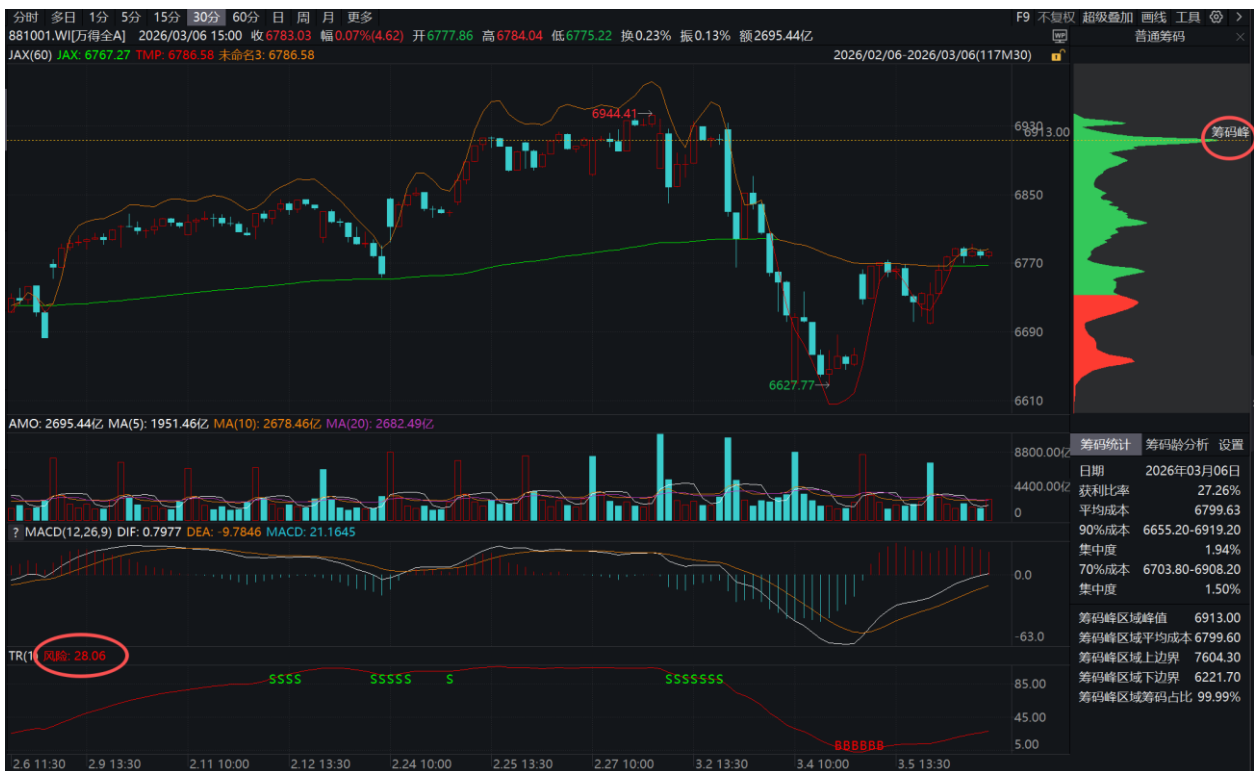 分时 多日 1分 5分 15分 30分 60分 日 周 月 更多 F9 不复权 超级叠加 画线 工具
881001.WI[万得全A] 2026/03/06 15:00 收6783.03 幅0.07%(4.62) 开6777.86 高6784.04 低6775.22 换0.23% 振0.13% 额2695.44亿 WP 普通筹码
JAX(60) JAX: 6767.27 TMP: 6786.58 未命名3: 6786.58 2026/02/06-2026/03/06(117M30)
6944.41
6930
6913.00
筹码峰
6850
6770
6690
6627.77
6610
AMO: 2695.44亿 MA(5): 1951.46亿 MA(10): 2678.46亿 MA(20): 2682.49亿
8800.00亿
4400.00亿
0
? MACD(12,26,9) DIF: 0.7977 DEA: -9.7846 MACD: 21.1645
0.0
-63.0
TR(1) 风险: 28.06
SSSS SSSSS S SSSSSSS
85.00
45.00
BBBBBB
5.00
2.6 11:30 2.9 13:30 2.11 10:00 2.12 13:30 2.24 10:00 2.25 13:30 2.27 10:00 3.2 13:30 3.4 10:00 3.5 13:30
筹码统计 筹码龄分析 设置
日期 2026年03月06日
获利比率 27.26%
平均成本 6799.63
90%成本 6655.20-6919.20
集中度 1.94%
70%成本 6703.80-6908.20
集中度 1.50%
筹码峰区域峰值 6913.00
筹码峰区域平均成本 6799.60
筹码峰区域上边界 7604.30
筹码峰区域下边界 6221.70
筹码峰区域筹码占比 99.99%